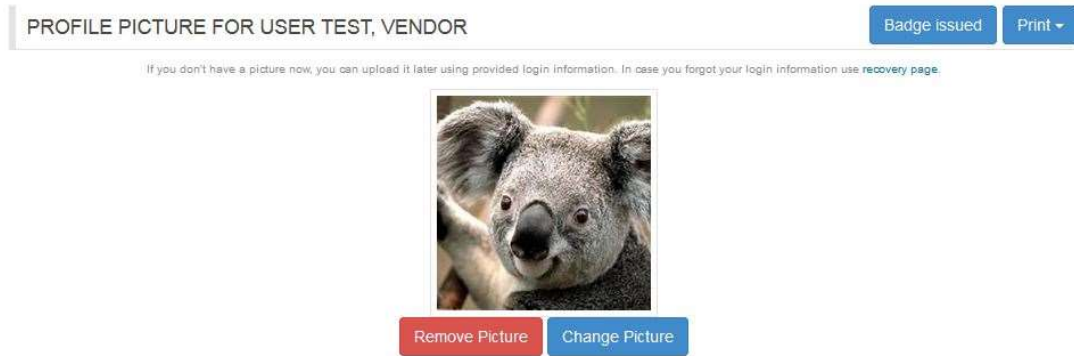 PROFILE PICTURE FOR USER TEST, VENDOR
Badge issued
Print
If you don't have a picture now, you can upload it later using provided login information. In case you forgot your login information use recovery page.
Remove Picture
Change Picture